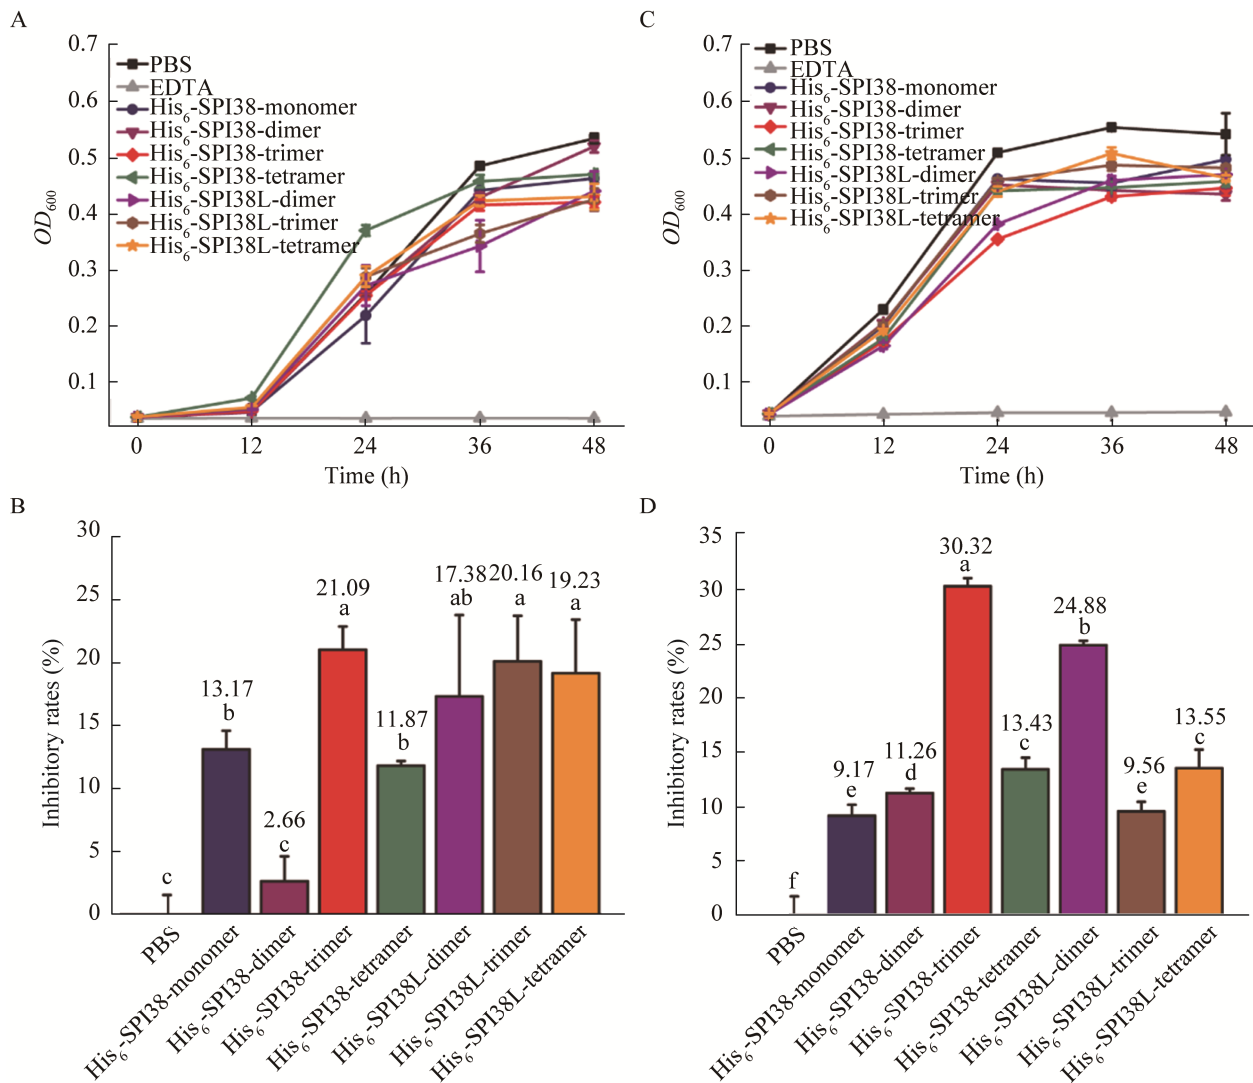 A
0.7
0.6
0.5
0.4
0.3
0.2
0.1
OD600
PBS
EDTA
His6-SPI38-monomer
His6-SPI38-dimer
His6-SPI38-trimer
His6-SPI38-tetramer
His6-SPI38L-dimer
His6-SPI38L-trimer
His6-SPI38L-tetramer
0 12 24 36 48
Time (h)
C
0.7
0.6
0.5
0.4
0.3
0.2
0.1
OD600
PBS
EDTA
His6-SPI38-monomer
His6-SPI38-dimer
His6-SPI38-trimer
His6-SPI38-tetramer
His6-SPI38L-dimer
His6-SPI38L-trimer
His6-SPI38L-tetramer
0 12 24 36 48
Time (h)
B
30
25
20
15
10
5
0
Inhibitory rates (%)
c
13.17
b
2.66
c
21.09
a
11.87
b
17.38
ab
20.16
a
19.23
a
PBS
His6-SPI38-monomer
His6-SPI38-dimer
His6-SPI38-trimer
His6-SPI38-tetramer
His6-SPI38L-dimer
His6-SPI38L-trimer
His6-SPI38L-tetramer
D
35
30
25
20
15
10
5
0
Inhibitory rates (%)
f
9.17
e
11.26
d
30.32
a
13.43
c
24.88
b
9.56
e
13.55
c
PBS
His6-SPI38-monomer
His6-SPI38-dimer
His6-SPI38-trimer
His6-SPI38-tetramer
His6-SPI38L-dimer
His6-SPI38L-trimer
His6-SPI38L-tetramer